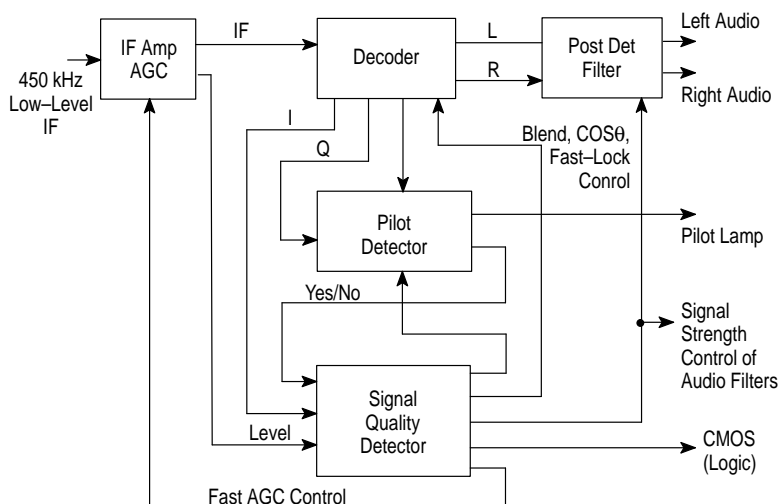 IF Amp
AGC
450 kHz
Low–Level
IF
IF
Decoder
L
R
Post Det
Filter
Left Audio
Right Audio
I
Q
Blend, COSθ,
Fast–Lock
Conrol
Pilot
Detector
Pilot Lamp
Yes/No
Signal
Strength
Control of
Audio Filters
Signal
Quality
Detector
Level
CMOS
(Logic)
Fast AGC Control